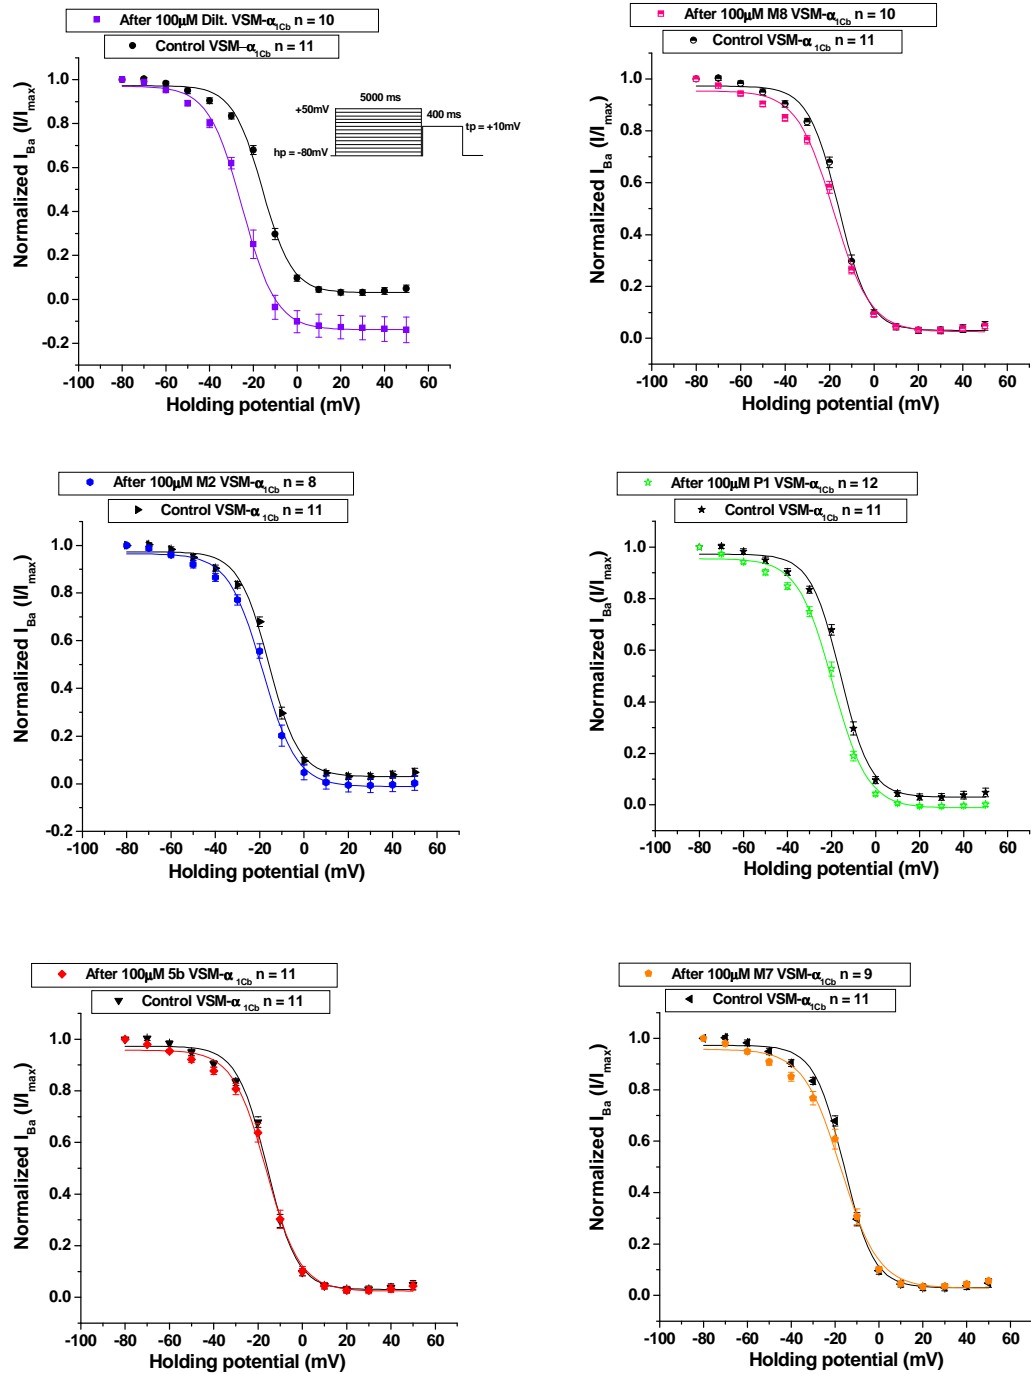 After 100µM Dilt. VSM-α1Cb n = 10
Control VSM–α1Cb n = 11
1.0
0.8
0.6
0.4
0.2
0.0
-0.2
-100 -80 -60 -40 -20 0 20 40 60
Normalized IBa (I/Imax)
Holding potential (mV)
5000 ms
+50mV
400 ms
tp = +10mV
hp = -80mV
After 100µM M8 VSM-α1Cb n = 10
Control VSM-α1Cb n = 11
1.0
0.8
0.6
0.4
0.2
0.0
-100 -80 -60 -40 -20 0 20 40 60
Normalized IBa (I/Imax)
Holding potential (mV)
After 100µM M2 VSM-α1Cb n = 8
Control VSM-α1Cb n = 11
1.0
0.8
0.6
0.4
0.2
0.0
-0.2
-100 -80 -60 -40 -20 0 20 40 60
Normalized IBa (I/Imax)
Holding potential (mV)
After 100µM P1 VSM-α1Cb n = 12
Control VSM-α1Cb n = 11
1.0
0.8
0.6
0.4
0.2
0.0
-100 -80 -60 -40 -20 0 20 40 60
Normalized IBa(I/Imax)
Holding potential (mV)
After 100µM 5b VSM-α1Cb n = 11
Control VSM-α1Cb n = 11
1.0
0.8
0.6
0.4
0.2
0.0
-100 -80 -60 -40 -20 0 20 40 60
Normalized IBa (I/Imax)
Holding potential (mV)
After 100µM M7 VSM-α1Cb n = 9
Control VSM-α1Cb n = 11
1.0
0.8
0.6
0.4
0.2
0.0
-100 -80 -60 -40 -20 0 20 40 60
Normalized IBa (I/Imax)
Holding potential (mV)